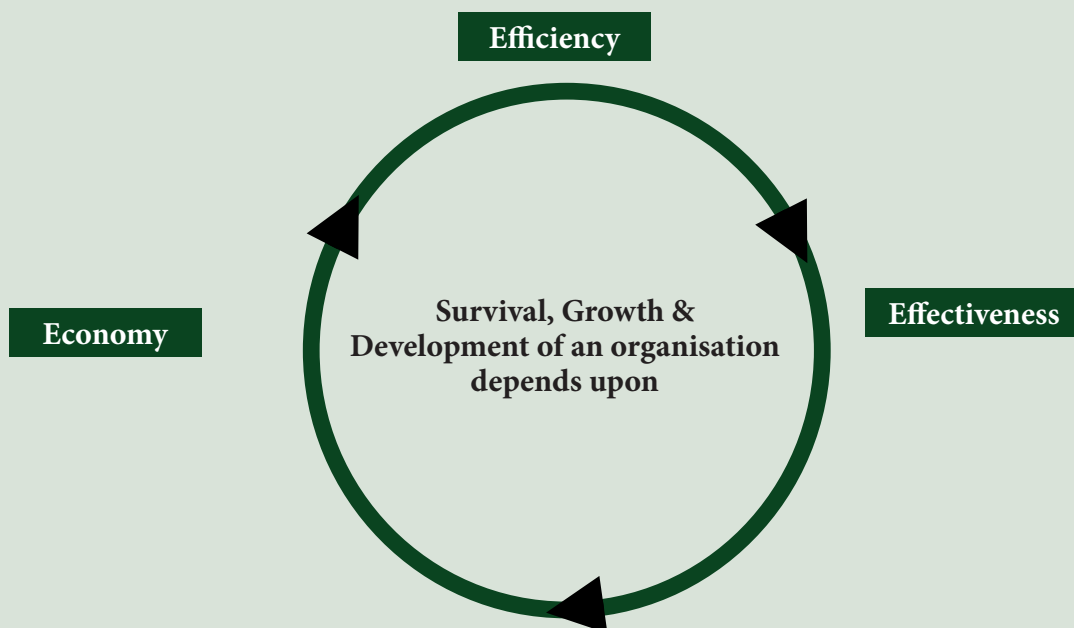 Efficiency
Economy
Effectiveness
Survival, Growth &
Development of an organisation
depends upon